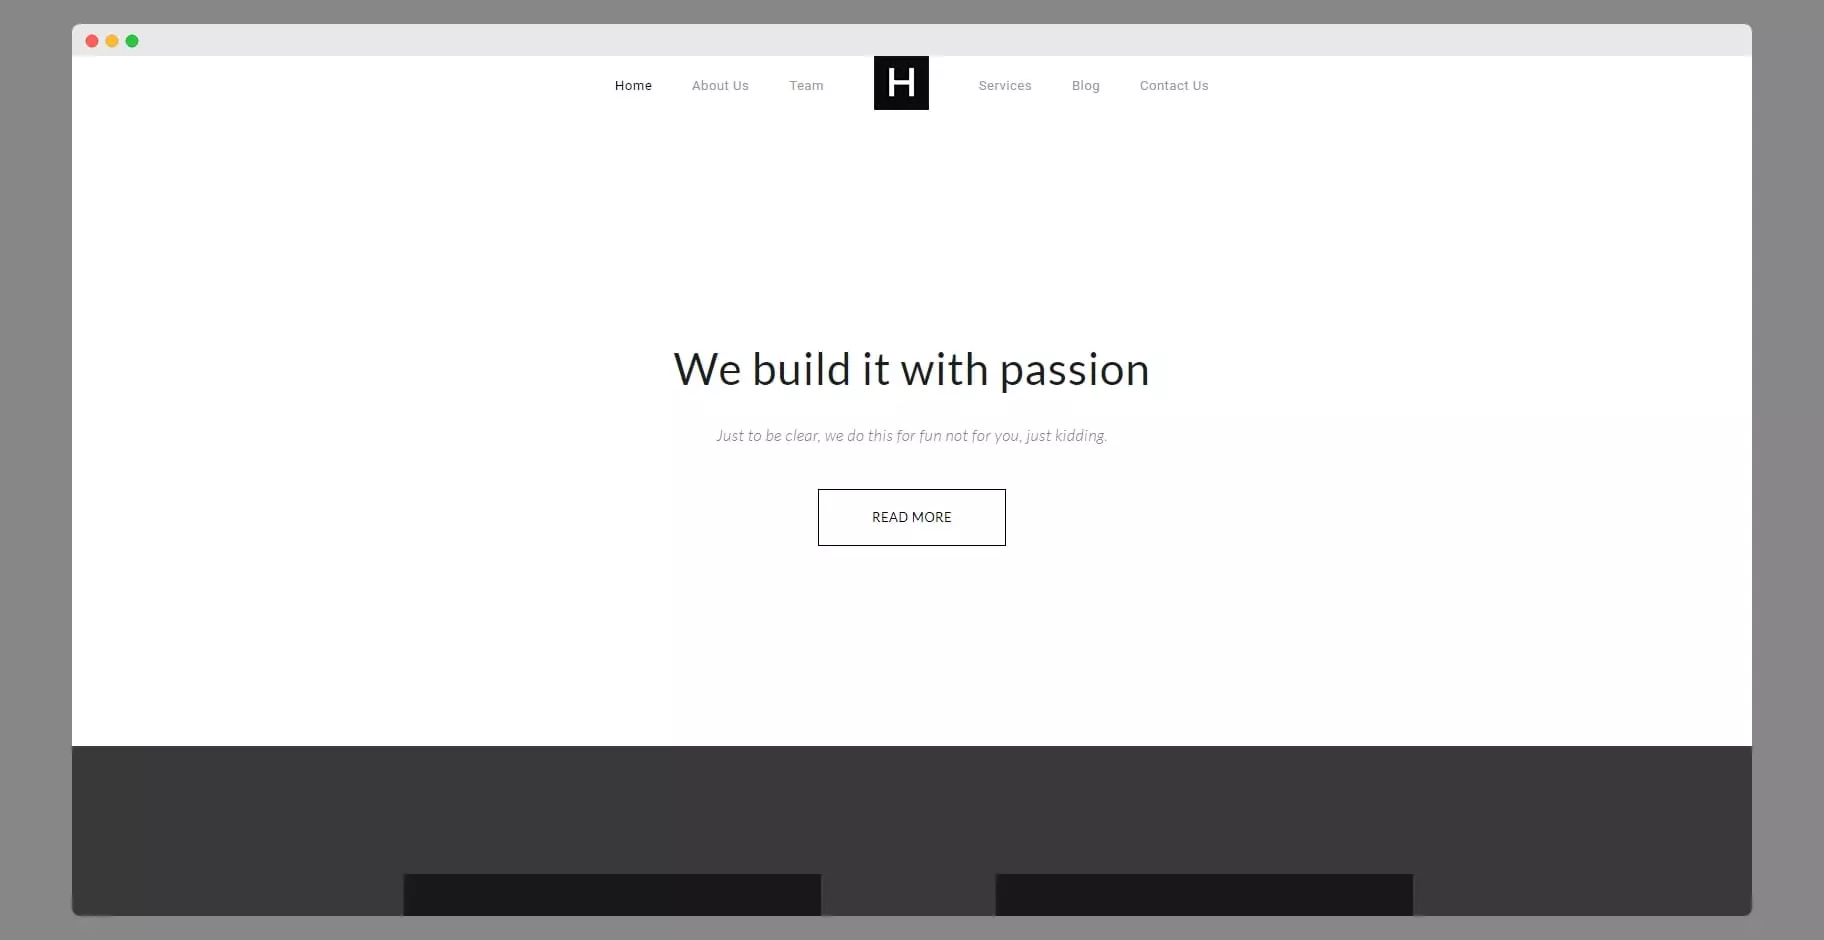 Home About Us Team H Services Blog Contact Us
We build it with passion
Just to be clear, we do this for fun not for you, just kidding.
READ MORE